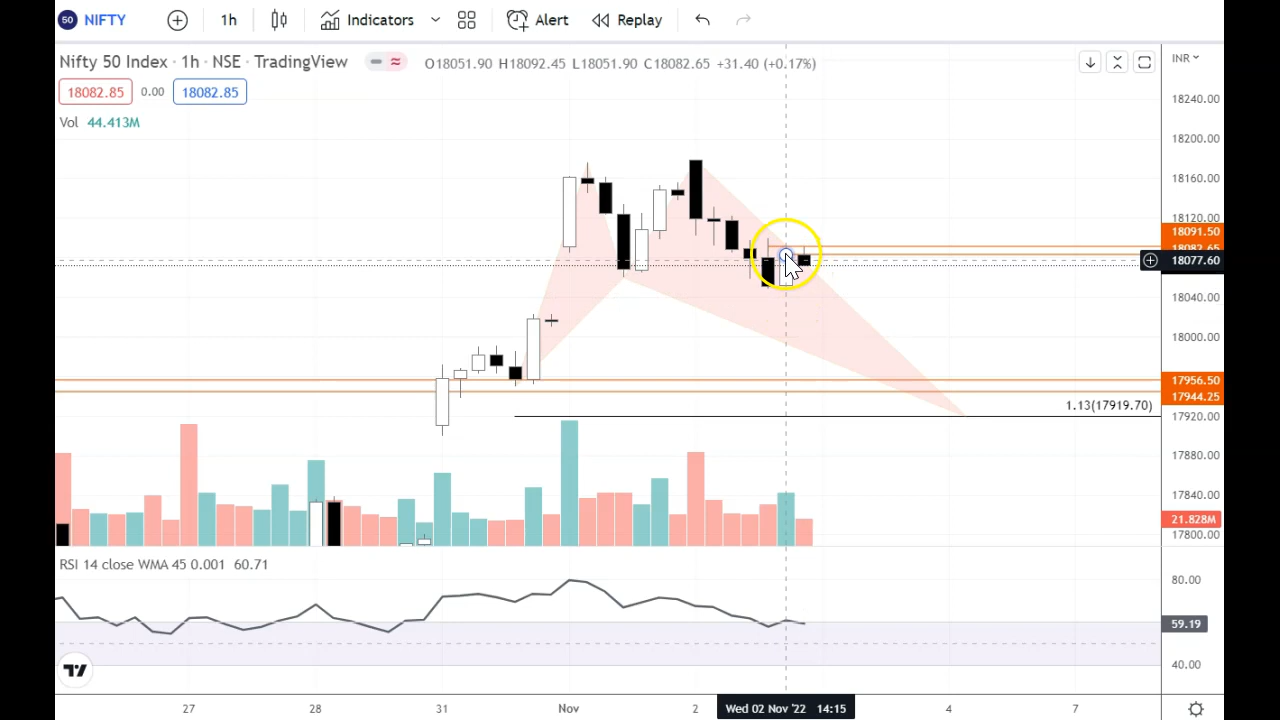 50 NIFTY 1h Indicators Alert Replay
Nifty 50 Index · 1h · NSE · TradingView O18051.90 H18092.45 L18051.90 C18082.65 +31.40 (+0.17%) INR
18082.85 0.00 18082.85
Vol 44.413M
18240.00
18200.00
18160.00
18120.00
18091.50
18082.65
18077.60
18040.00
18000.00
17956.50
17944.25
1.13(17919.70)
17920.00
17880.00
17840.00
21.828M
17800.00
RSI 14 close WMA 45 0.001 60.71
80.00
59.19
40.00
27 28 31 Nov 2 Wed 02 Nov '22 14:15 4 7